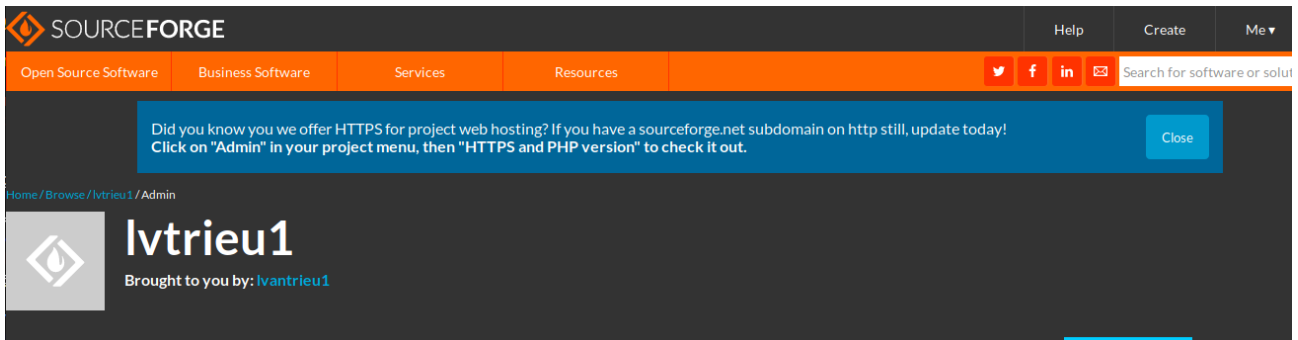 SOURCEFORGE
Help Create Me ▾
Open Source Software Business Software Services Resources
Search for software or solut
Did you know you we offer HTTPS for project web hosting? If you have a sourceforge.net subdomain on http still, update today!
Click on "Admin" in your project menu, then "HTTPS and PHP version" to check it out.
Close
Home / Browse / lvtrieu1 / Admin
lvtrieu1
Brought to you by: lvantrieu1